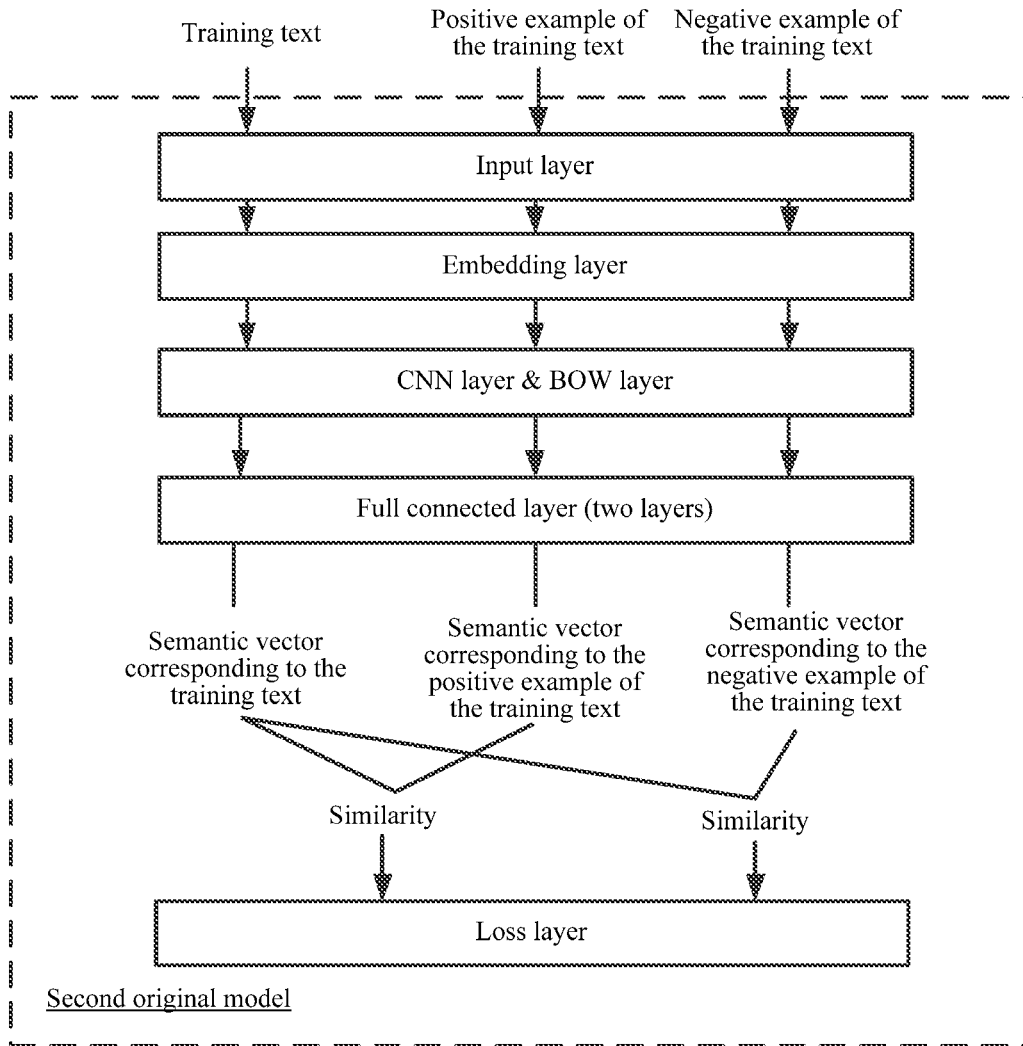 Training text
Positive example of
the training text
Negative example of
the training text
Input layer
Embedding layer
CNN layer & BOW layer
Full connected layer (two layers)
Semantic vector
corresponding to the
training text
Semantic vector
corresponding to the
positive example of
the training text
Semantic vector
corresponding to the
negative example of
the training text
Similarity
Similarity
Loss layer
Second original model